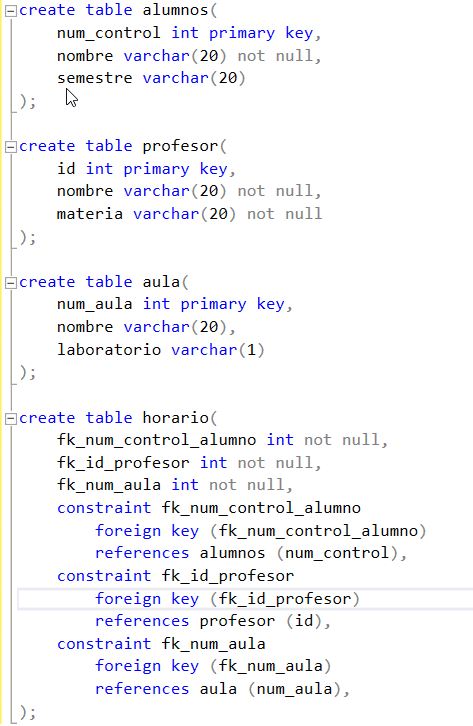 create table alumnos(
    num_control int primary key,
    nombre varchar(20) not null,
    semestre varchar(20)
);

create table profesor(
    id int primary key,
    nombre varchar(20) not null,
    materia varchar(20) not null
);

create table aula(
    num_aula int primary key,
    nombre varchar(20),
    laboratorio varchar(1)
);

create table horario(
    fk_num_control_alumno int not null,
    fk_id_profesor int not null,
    fk_num_aula int not null,
    constraint fk_num_control_alumno
        foreign key (fk_num_control_alumno)
        references alumnos (num_control),
    constraint fk_id_profesor
        foreign key (fk_id_profesor)
        references profesor (id),
    constraint fk_num_aula
        foreign key (fk_num_aula)
        references aula (num_aula),
);